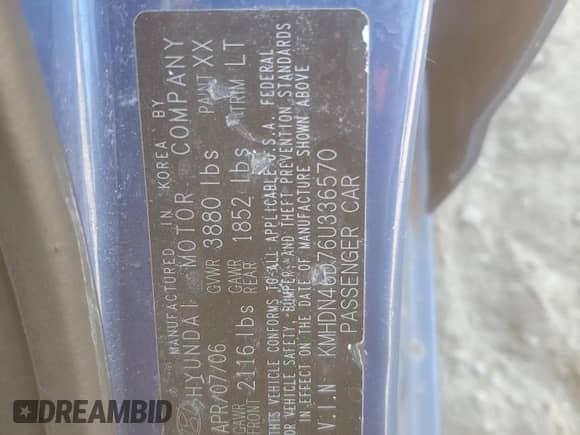 MANUFACTURED IN KOREA BY
HYUNDAI MOTOR COMPANY
APR/07/06 GVWR 3880 lbs PAINT XX
GAWR FRONT 2116 lbs GAWR REAR 1852 lbs TRIM LT
THIS VEHICLE CONFORMS TO ALL APPLICABLE U.S.A. FEDERAL
MOTOR VEHICLE SAFETY, BUMPER, AND THEFT PREVENTION STANDARDS
IN EFFECT ON THE DATE OF MANUFACTURE SHOWN ABOVE
V.I.N KMHDN46D76U336570
PASSENGER CAR
DREAMBID